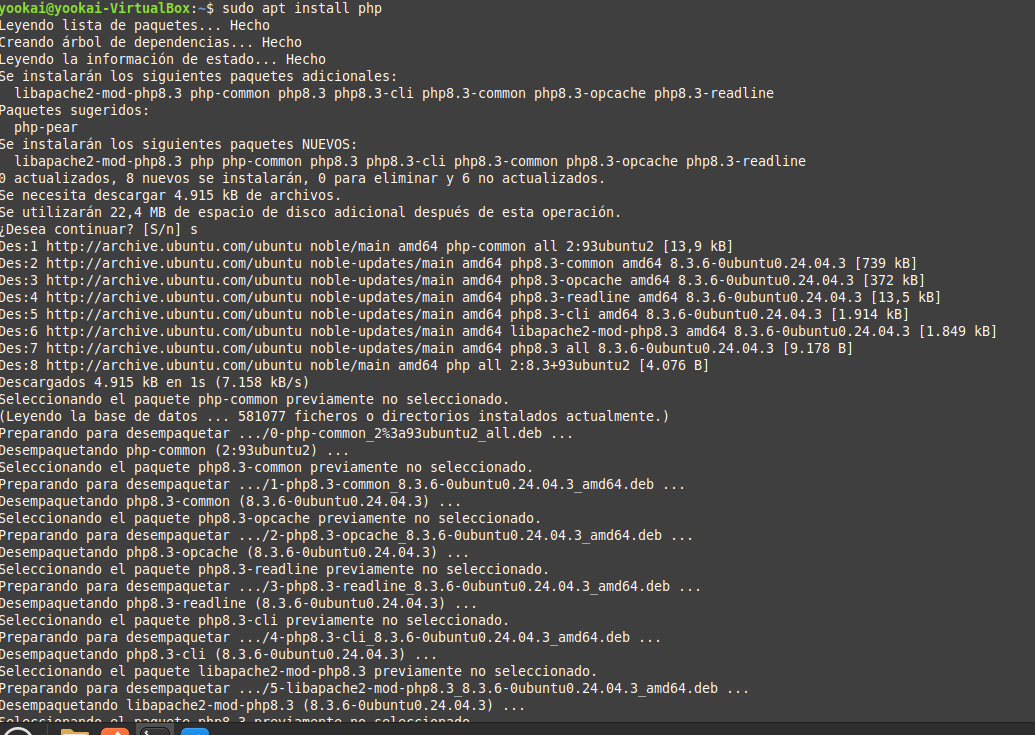 yookai@yookai-VirtualBox:~$ sudo apt install php
Leyendo lista de paquetes... Hecho
Creando árbol de dependencias... Hecho
Leyendo la información de estado... Hecho
Se instalarán los siguientes paquetes adicionales:
  libapache2-mod-php8.3 php-common php8.3 php8.3-cli php8.3-common php8.3-opcache php8.3-readline
Paquetes sugeridos:
  php-pear
Se instalarán los siguientes paquetes NUEVOS:
  libapache2-mod-php8.3 php php-common php8.3 php8.3-cli php8.3-common php8.3-opcache php8.3-readline
0 actualizados, 8 nuevos se instalarán, 0 para eliminar y 6 no actualizados.
Se necesita descargar 4.915 kB de archivos.
Se utilizarán 22,4 MB de espacio de disco adicional después de esta operación.
¿Desea continuar? [S/n] s
Des:1 http://archive.ubuntu.com/ubuntu noble/main amd64 php-common all 2:93ubuntu2 [13,9 kB]
Des:2 http://archive.ubuntu.com/ubuntu noble-updates/main amd64 php8.3-common amd64 8.3.6-0ubuntu0.24.04.3 [739 kB]
Des:3 http://archive.ubuntu.com/ubuntu noble-updates/main amd64 php8.3-opcache amd64 8.3.6-0ubuntu0.24.04.3 [372 kB]
Des:4 http://archive.ubuntu.com/ubuntu noble-updates/main amd64 php8.3-readline amd64 8.3.6-0ubuntu0.24.04.3 [13,5 kB]
Des:5 http://archive.ubuntu.com/ubuntu noble-updates/main amd64 php8.3-cli amd64 8.3.6-0ubuntu0.24.04.3 [1.914 kB]
Des:6 http://archive.ubuntu.com/ubuntu noble-updates/main amd64 libapache2-mod-php8.3 amd64 8.3.6-0ubuntu0.24.04.3 [1.849 kB]
Des:7 http://archive.ubuntu.com/ubuntu noble-updates/main amd64 php8.3 all 8.3.6-0ubuntu0.24.04.3 [9.178 B]
Des:8 http://archive.ubuntu.com/ubuntu noble/main amd64 php all 2:8.3+93ubuntu2 [4.076 B]
Descargados 4.915 kB en 1s (7.158 kB/s)
Seleccionando el paquete php-common previamente no seleccionado.
(Leyendo la base de datos ... 581077 ficheros o directorios instalados actualmente.)
Preparando para desempaquetar .../0-php-common_2%3a93ubuntu2_all.deb ...
Desempaquetando php-common (2:93ubuntu2) ...
Seleccionando el paquete php8.3-common previamente no seleccionado.
Preparando para desempaquetar .../1-php8.3-common_8.3.6-0ubuntu0.24.04.3_amd64.deb ...
Desempaquetando php8.3-common (8.3.6-0ubuntu0.24.04.3) ...
Seleccionando el paquete php8.3-opcache previamente no seleccionado.
Preparando para desempaquetar .../2-php8.3-opcache_8.3.6-0ubuntu0.24.04.3_amd64.deb ...
Desempaquetando php8.3-opcache (8.3.6-0ubuntu0.24.04.3) ...
Seleccionando el paquete php8.3-readline previamente no seleccionado.
Preparando para desempaquetar .../3-php8.3-readline_8.3.6-0ubuntu0.24.04.3_amd64.deb ...
Desempaquetando php8.3-readline (8.3.6-0ubuntu0.24.04.3) ...
Seleccionando el paquete php8.3-cli previamente no seleccionado.
Preparando para desempaquetar .../4-php8.3-cli_8.3.6-0ubuntu0.24.04.3_amd64.deb ...
Desempaquetando php8.3-cli (8.3.6-0ubuntu0.24.04.3) ...
Seleccionando el paquete libapache2-mod-php8.3 previamente no seleccionado.
Preparando para desempaquetar .../5-libapache2-mod-php8.3_8.3.6-0ubuntu0.24.04.3_amd64.deb ...
Desempaquetando libapache2-mod-php8.3 (8.3.6-0ubuntu0.24.04.3) ...
Seleccionando el paquete php8.3 previamente no seleccionado.